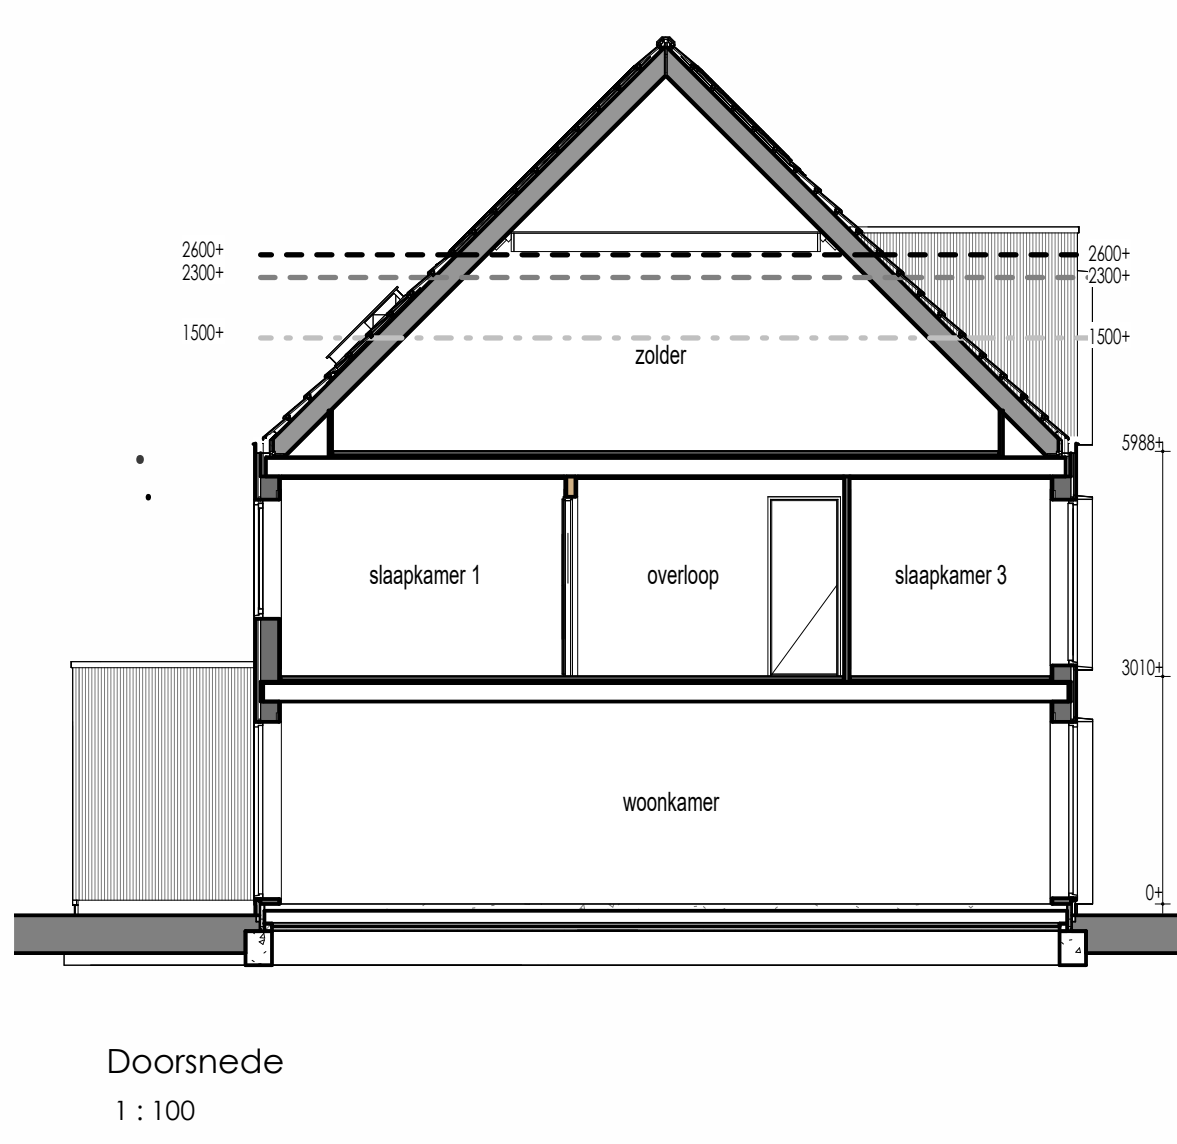 2600+ 2600+
2300+ 2300+
1500+ 1500+
zolder
5988+
slaapkamer 1 overloop slaapkamer 3
3010+
woonkamer
0+
Doorsnede
1 : 100